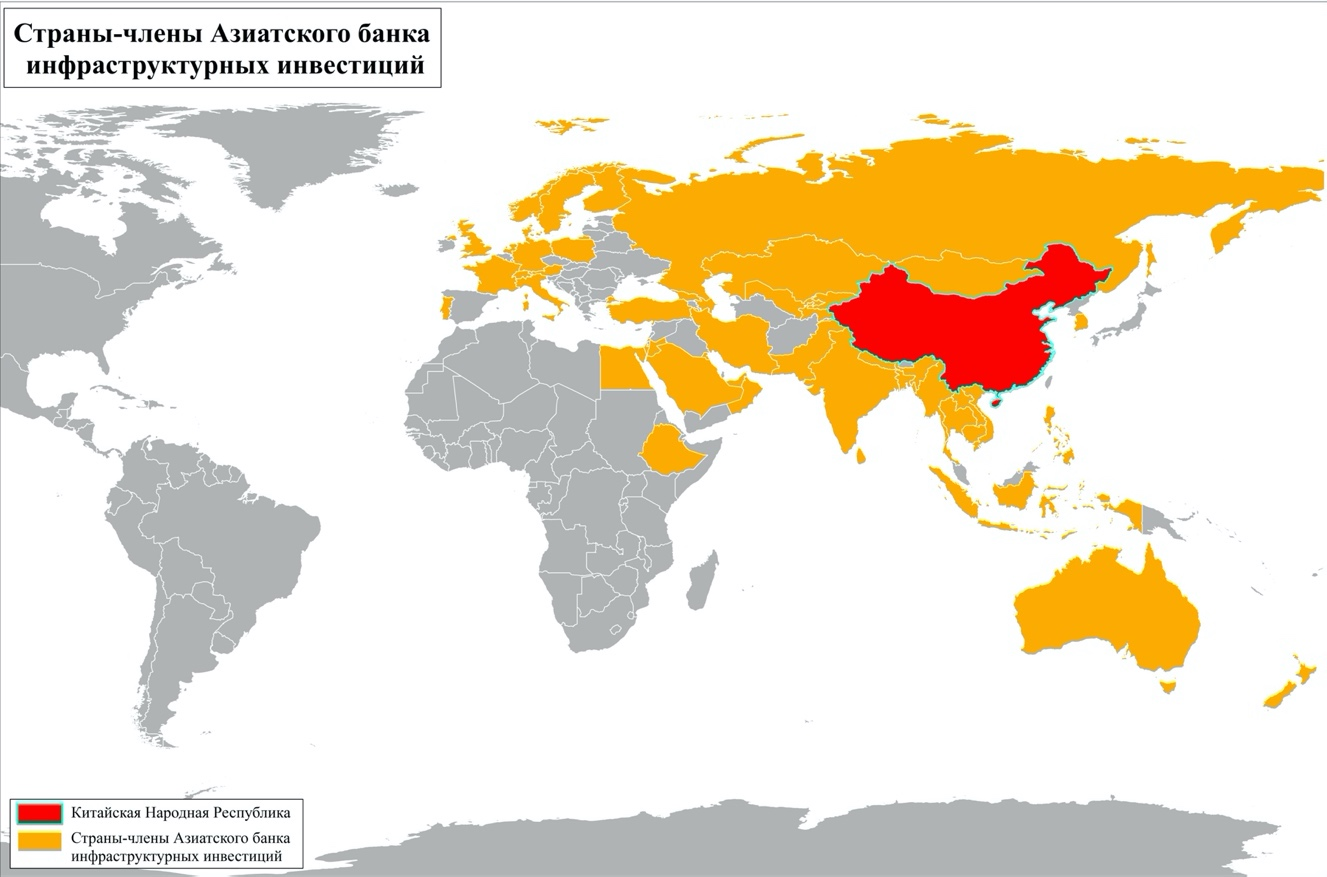 Страны-члены Азиатского банка
инфраструктурных инвестиций
Китайская Народная Республика
Страны-члены Азиатского банка
инфраструктурных инвестиций